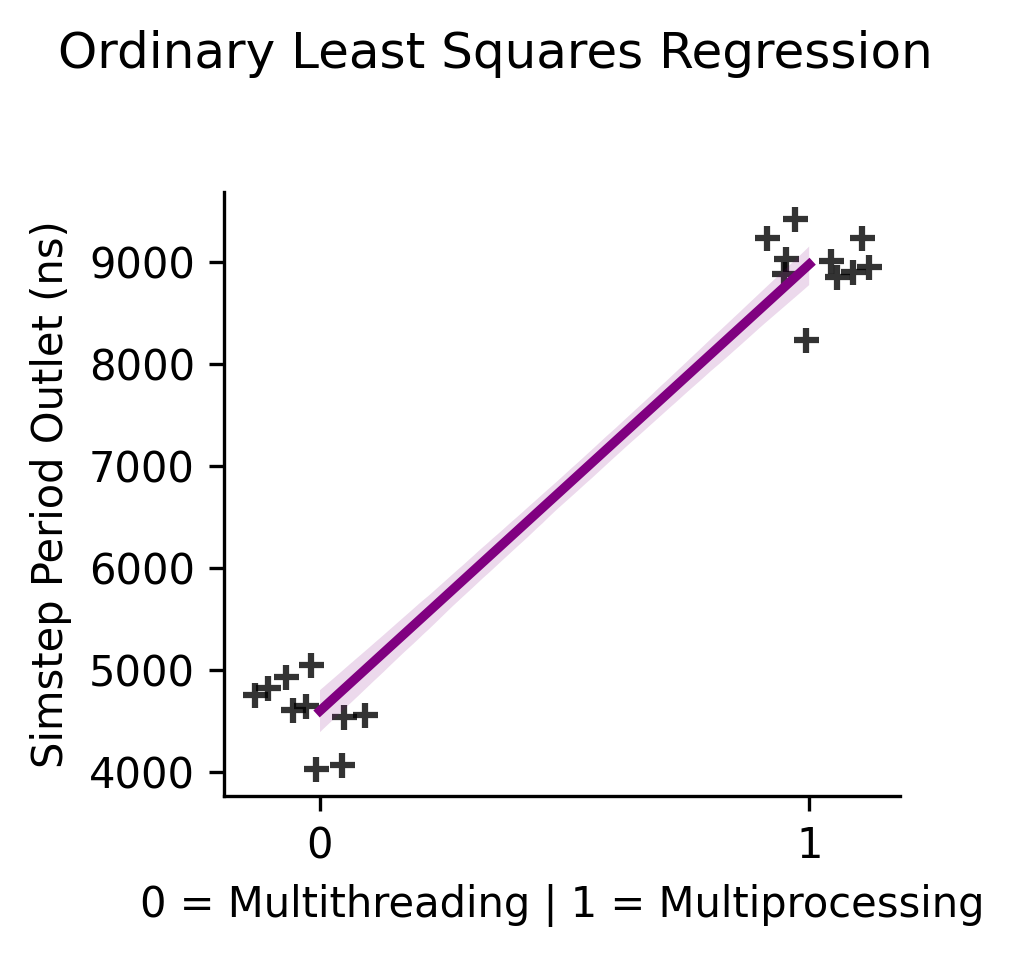 Ordinary Least Squares Regression
Simstep Period Outlet (ns)
9000
8000
7000
6000
5000
4000
0
1
0 = Multithreading | 1 = Multiprocessing